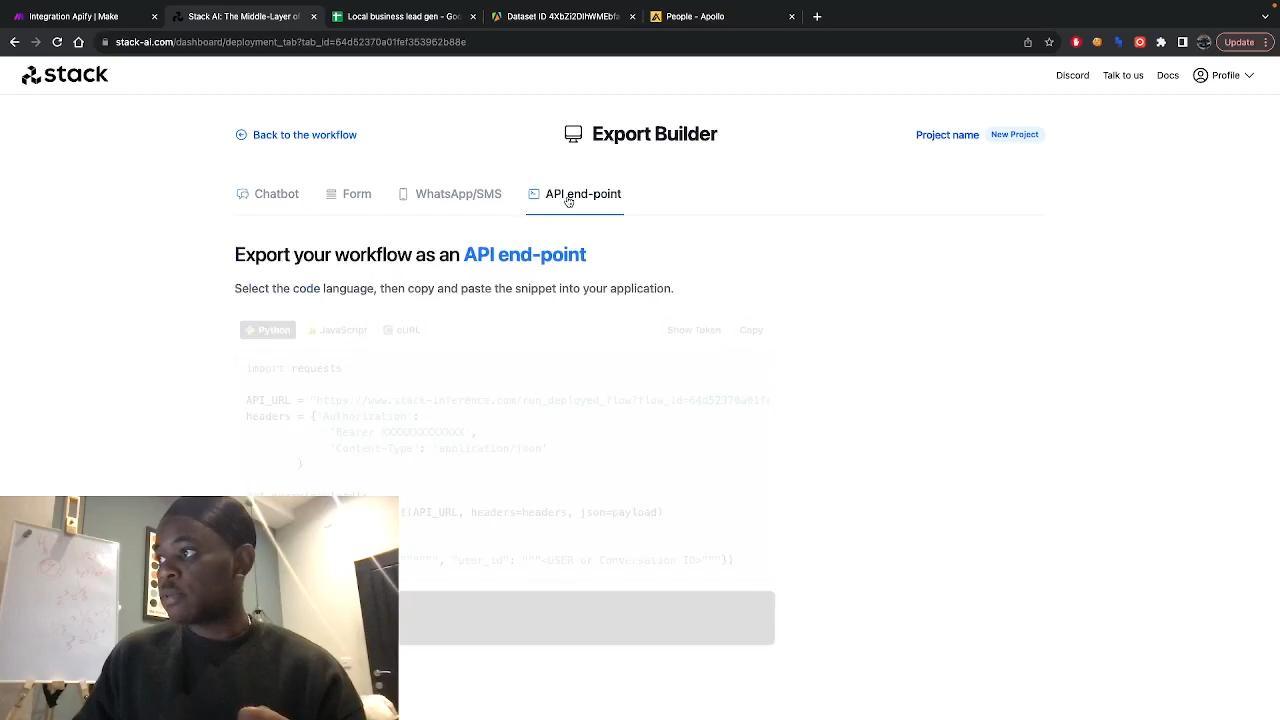 Integration Apify | Make
Stack AI: The Middle-Layer of
Local business lead gen - Goo
Dataset ID 4XbZi2DIhWMEbfa
People - Apollo
stack-ai.com/dashboard/deployment_tab?tab_id=64d52370a01fef353962b88e
Update
stack
Discord
Talk to us
Docs
Profile
Back to the workflow
Export Builder
Project name
New Project
Chatbot
Form
WhatsApp/SMS
API end-point
Export your workflow as an API end-point
Select the code language, then copy and paste the snippet into your application.
Python
JavaScript
cURL
Show Token
Copy
import requests
API_URL = "https://www.stack-inference.com/run_deployed_flow?flow_id=64d52370a01fe
headers = {'Authorization':
'Bearer XXXXXXXXXXXXX',
'Content-Type': 'application/json'
}
(API_URL, headers=headers, json=payload)
"user_id": """<USER or Conversation ID>"""})